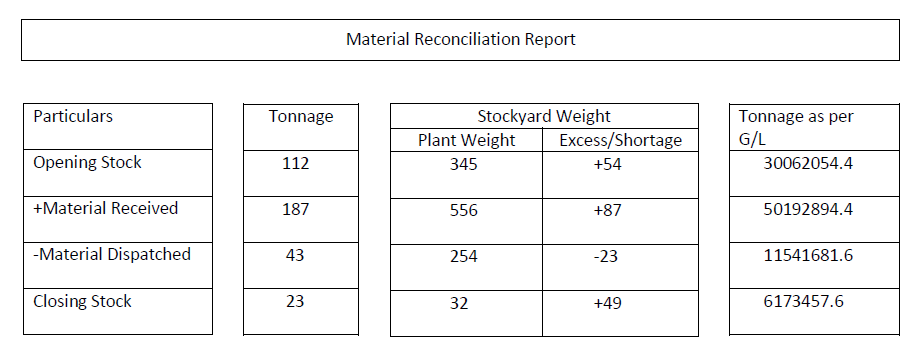 Material Reconciliation Report
Particulars Tonnage Stockyard Weight Tonnage as per
Plant Weight Excess/Shortage G/L
Opening Stock 112 345 +54 30062054.4
+Material Received 187 556 +87 50192894.4
-Material Dispatched 43 254 -23 11541681.6
Closing Stock 23 32 +49 6173457.6